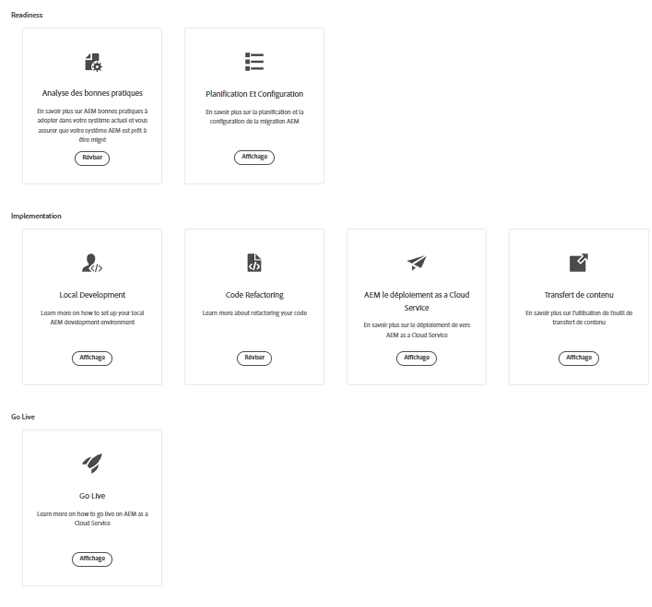 Readiness
Analyse des bonnes pratiques
En savoir plus sur AEM bonnes pratiques à
adopter dans votre système actuel et vous
assurer que votre système AEM est prêt à
être migré
Réviser
Planification Et Configuration
En savoir plus sur la planification et la
configuration de la migration AEM
Affichage
Implementation
Local Development
Learn more on how to set up your local
AEM development environment
Affichage
Code Refactoring
Learn more about refactoring your code
Réviser
AEM le déploiement as a Cloud
Service
En savoir plus sur le déploiement de vers
AEM as a Cloud Service
Affichage
Transfert de contenu
En savoir plus sur l'utilisation de l'outil de
transfert de contenu
Affichage
Go Live
Go Live
Learn more on how to go live on AEM as a
Cloud Service
Affichage